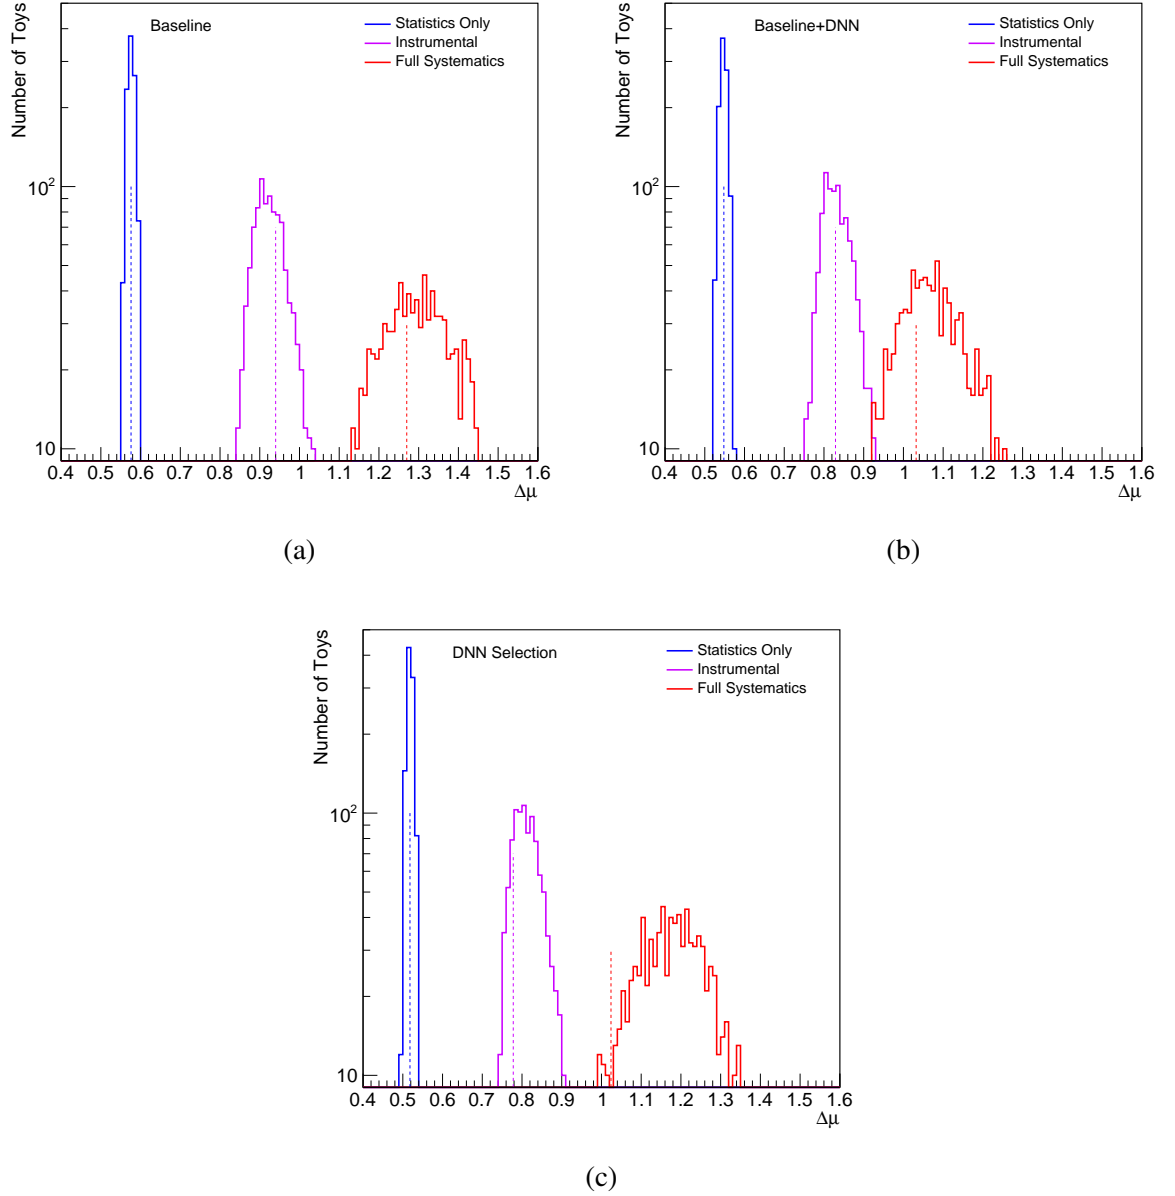 Baseline
Statistics Only
Instrumental
Full Systematics
Number of Toys
10²
10
0.4 0.5 0.6 0.7 0.8 0.9 1 1.1 1.2 1.3 1.4 1.5 1.6
Δμ
(a)
Baseline+DNN
Statistics Only
Instrumental
Full Systematics
Number of Toys
10²
10
0.4 0.5 0.6 0.7 0.8 0.9 1 1.1 1.2 1.3 1.4 1.5 1.6
Δμ
(b)
DNN Selection
Statistics Only
Instrumental
Full Systematics
Number of Toys
10²
10
0.4 0.5 0.6 0.7 0.8 0.9 1 1.1 1.2 1.3 1.4 1.5 1.6
Δμ
(c)